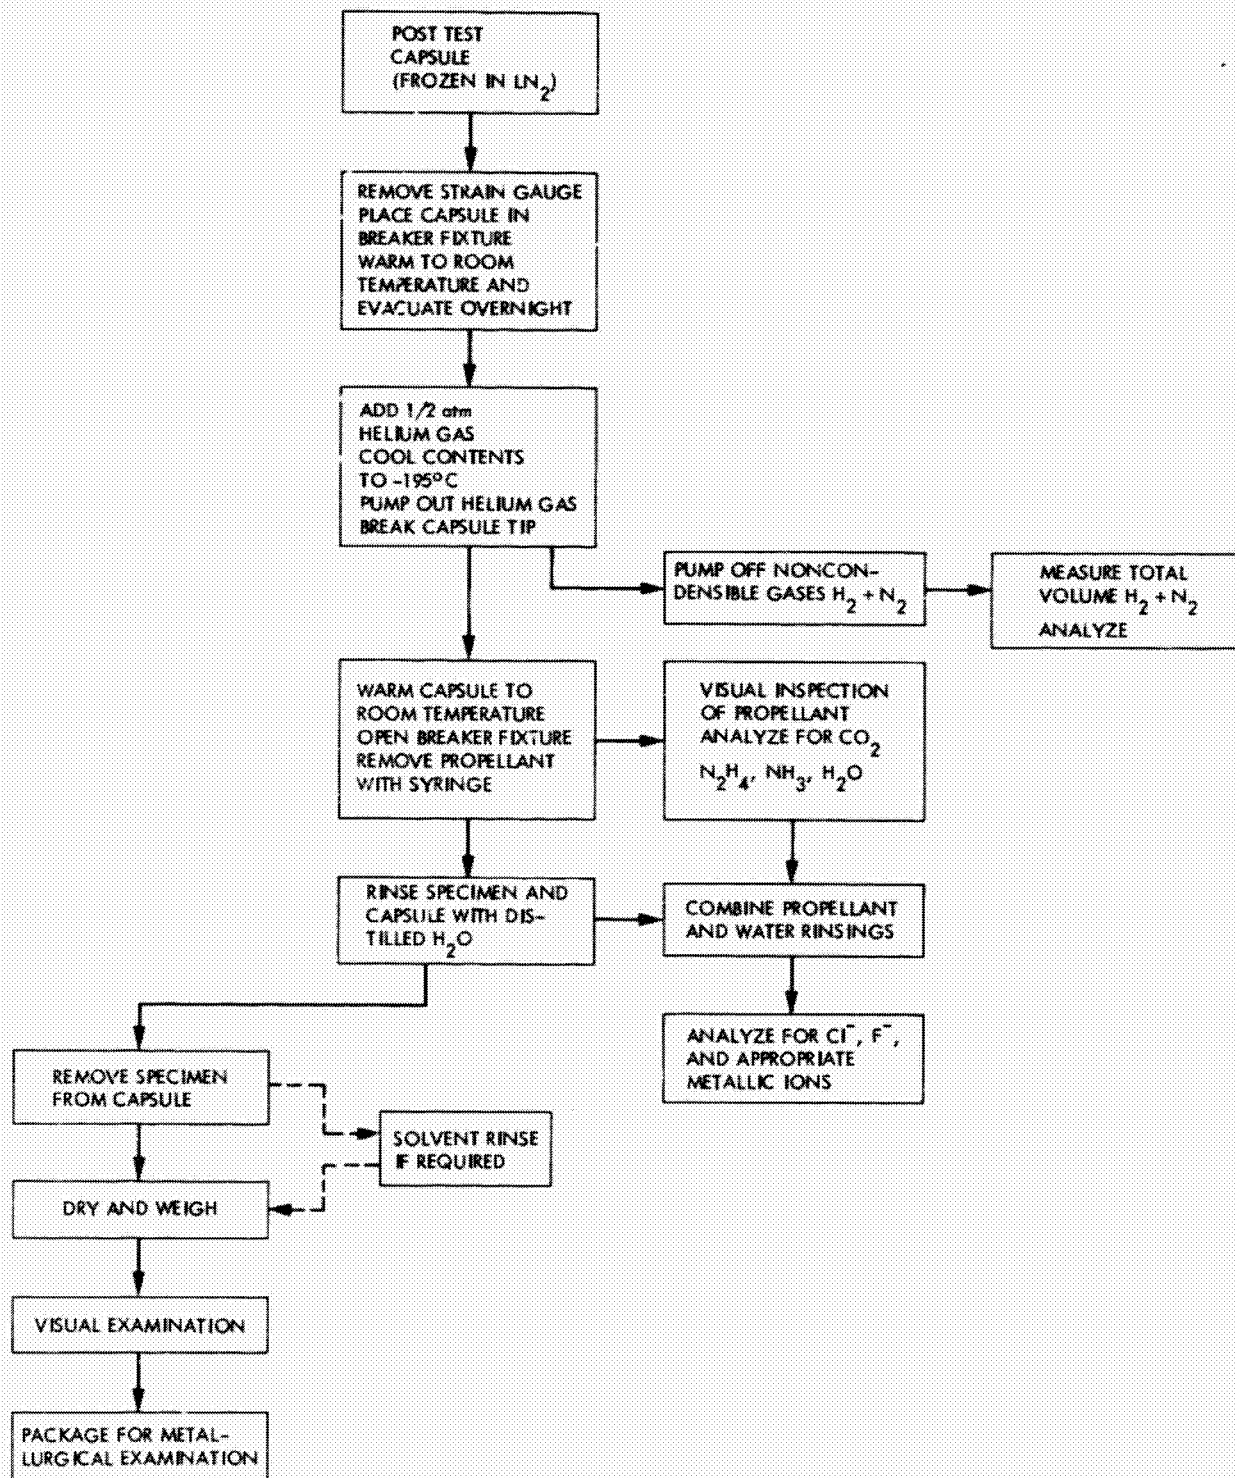 POST TEST
CAPSULE
(FROZEN IN LN₂)
REMOVE STRAIN GAUGE
PLACE CAPSULE IN
BREAKER FIXTURE
WARM TO ROOM
TEMPERATURE AND
EVACUATE OVERNIGHT
ADD 1/2 atm
HELIUM GAS
COOL CONTENTS
TO -195°C
PUMP OUT HELIUM GAS
BREAK CAPSULE TIP
PUMP OFF NONCON-
DENSIBLE GASES H₂ + N₂
MEASURE TOTAL
VOLUME H₂ + N₂
ANALYZE
WARM CAPSULE TO
ROOM TEMPERATURE
OPEN BREAKER FIXTURE
REMOVE PROPELLANT
WITH SYRINGE
VISUAL INSPECTION
OF PROPELLANT
ANALYZE FOR CO₂
N₂H₄, NH₃, H₂O
RINSE SPECIMEN AND
CAPSULE WITH DIS-
TILLED H₂O
COMBINE PROPELLANT
AND WATER RINSINGS
ANALYZE FOR Cl⁻, F⁻,
AND APPROPRIATE
METALLIC IONS
REMOVE SPECIMEN
FROM CAPSULE
SOLVENT RINSE
IF REQUIRED
DRY AND WEIGH
VISUAL EXAMINATION
PACKAGE FOR METAL-
LURGICAL EXAMINATION